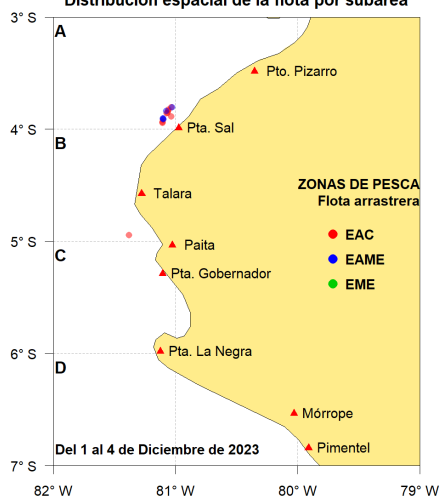 Distribución espacial de la flota por subárea
3° S
A
Pto. Pizarro
4° S
Pta. Sal
B
ZONAS DE PESCA
Flota arrastrera
Talara
EAC
5° S
Paita
C
EAME
Pta. Gobernador
EME
6° S
Pta. La Negra
D
Mórrope
Del 1 al 4 de Diciembre de 2023
Pimentel
7° S
82° W 81° W 80° W 79° W